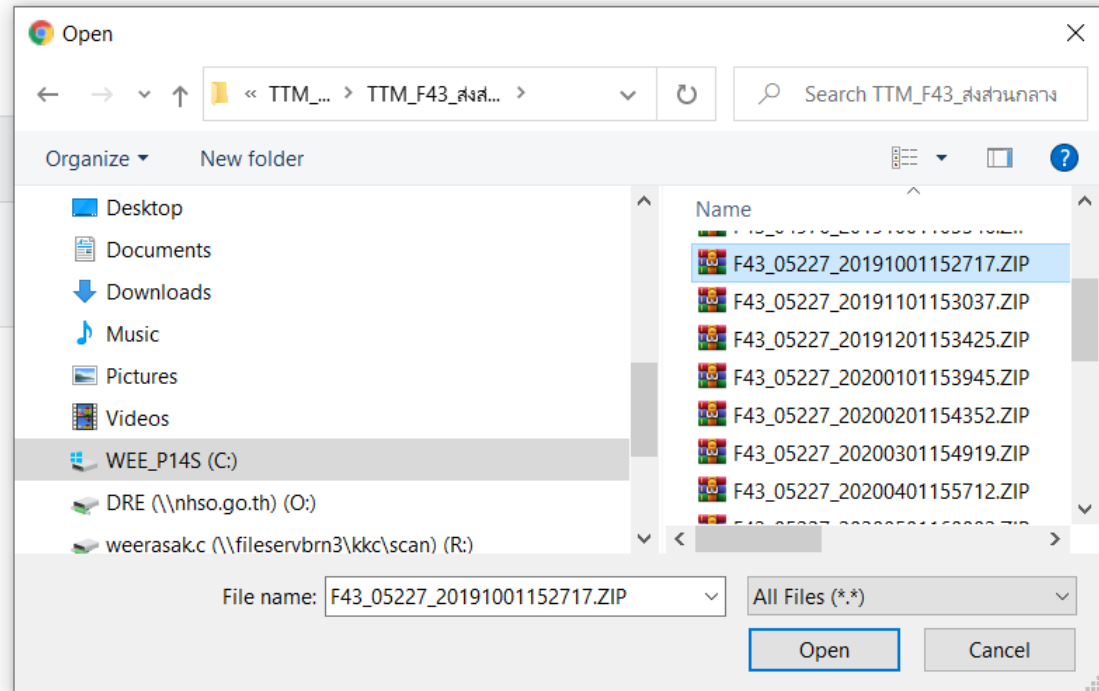 Open
« TTM_... > TTM_F43_ส่งส่... >
Search TTM_F43_ส่งส่วนกลาง
Organize
New folder
Desktop
Documents
Downloads
Music
Pictures
Videos
WEE_P14S (C:)
DRE (\\nhso.go.th) (O:)
weerasak.c (\\fileservbrn3\kkc\scan) (R:)
Name
F43_05227_20191001152717.ZIP
F43_05227_20191101153037.ZIP
F43_05227_20191201153425.ZIP
F43_05227_20200101153945.ZIP
F43_05227_20200201154352.ZIP
F43_05227_20200301154919.ZIP
F43_05227_20200401155712.ZIP
File name: F43_05227_20191001152717.ZIP
All Files (*.*)
Open
Cancel